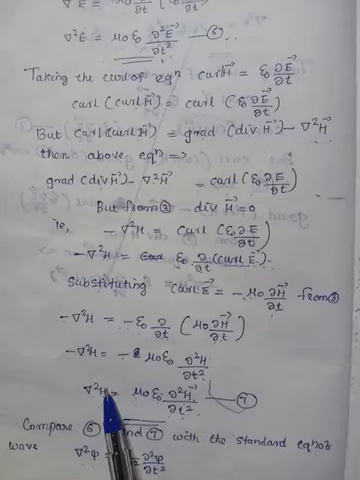 ∇²E = ∂/∂t
∇²E⃗ = μ₀ε₀ ∂²E⃗/∂t² — ⑥
Taking the curl of eqⁿ curl H⃗ = ε₀ ∂E⃗/∂t
curl (curl H⃗) = curl (ε₀ ∂E⃗/∂t)
But curl (curl H⃗) = grad (div H⃗) - ∇²H⃗
then above eqⁿ ⇒
grad (div H⃗) - ∇²H⃗ = curl (ε₀ ∂E⃗/∂t)
But from ③ div H⃗ = 0
ie, -∇²H = curl (ε₀ ∂E/∂t)
-∇²H = ε₀ ∂/∂t (curl E⃗)
Substituting curl E⃗ = -μ₀ ∂H⃗/∂t from ③
-∇²H = -ε₀ ∂/∂t (μ₀ ∂H⃗/∂t)
-∇²H = -μ₀ε₀ ∂²H/∂t²
∇²H = μ₀ε₀ ∂²H⃗/∂t² — ⑦
Compare ⑥ and ⑦ with the standard eqⁿ of
wave ∇²φ = ∂²φ/∂t²